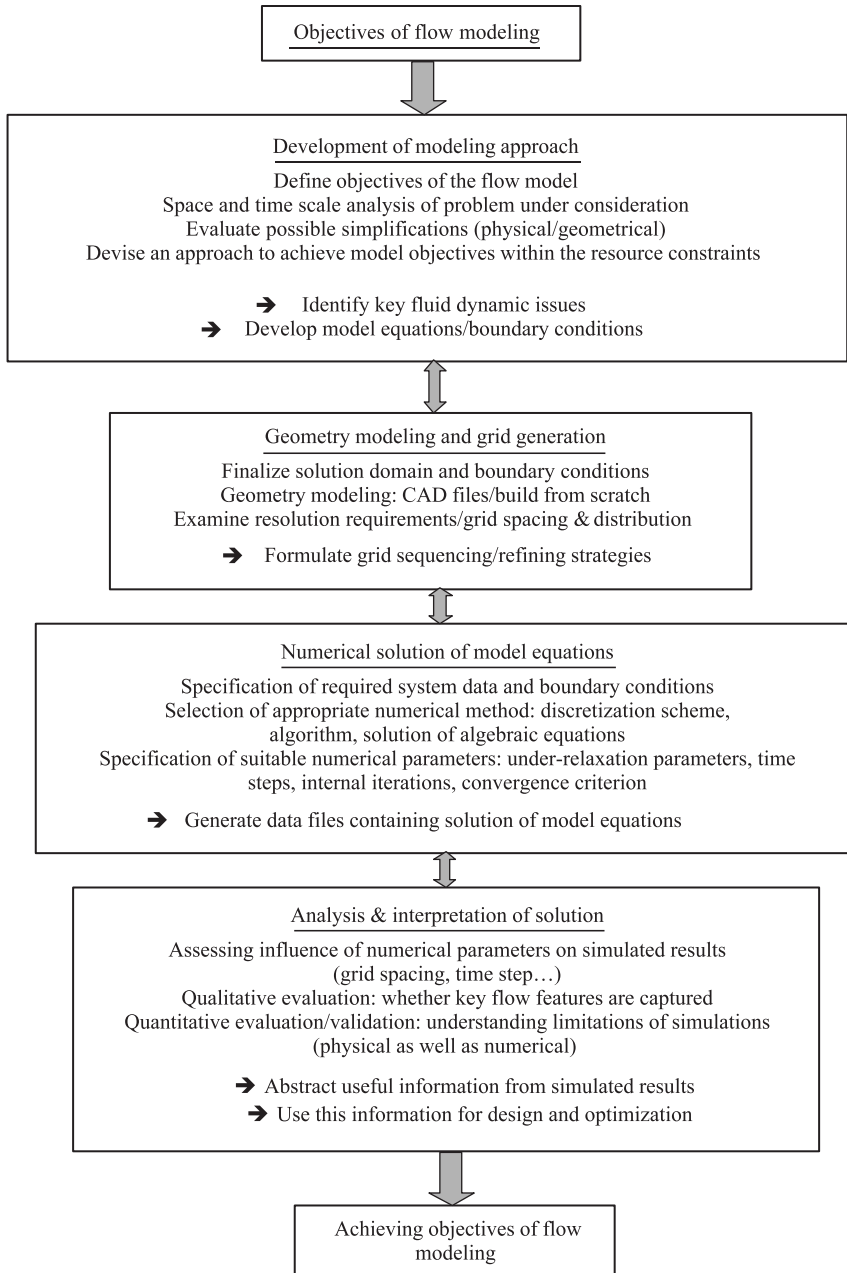 Objectives of flow modeling
Development of modeling approach
Define objectives of the flow model
Space and time scale analysis of problem under consideration
Evaluate possible simplifications (physical/geometrical)
Devise an approach to achieve model objectives within the resource constraints
➔ Identify key fluid dynamic issues
➔ Develop model equations/boundary conditions
Geometry modeling and grid generation
Finalize solution domain and boundary conditions
Geometry modeling: CAD files/build from scratch
Examine resolution requirements/grid spacing & distribution
➔ Formulate grid sequencing/refining strategies
Numerical solution of model equations
Specification of required system data and boundary conditions
Selection of appropriate numerical method: discretization scheme,
algorithm, solution of algebraic equations
Specification of suitable numerical parameters: under-relaxation parameters, time
steps, internal iterations, convergence criterion
➔ Generate data files containing solution of model equations
Analysis & interpretation of solution
Assessing influence of numerical parameters on simulated results
(grid spacing, time step…)
Qualitative evaluation: whether key flow features are captured
Quantitative evaluation/validation: understanding limitations of simulations
(physical as well as numerical)
➔ Abstract useful information from simulated results
➔ Use this information for design and optimization
Achieving objectives of flow
modeling